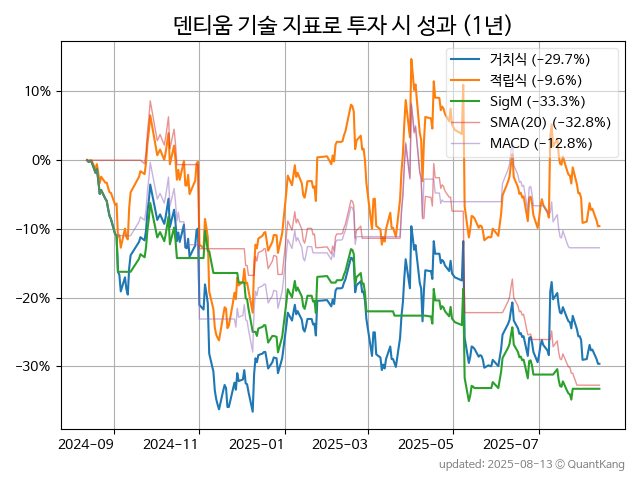 덴티움 기술 지표로 투자 시 성과 (1년)
거치식 (−29.7%)
적립식 (−9.6%)
SigM (−33.3%)
SMA(20) (−32.8%)
MACD (−12.8%)
10%
0%
−10%
−20%
−30%
2024-09 2024-11 2025-01 2025-03 2025-05 2025-07
updated: 2025-08-13 ⓒ QuantKang